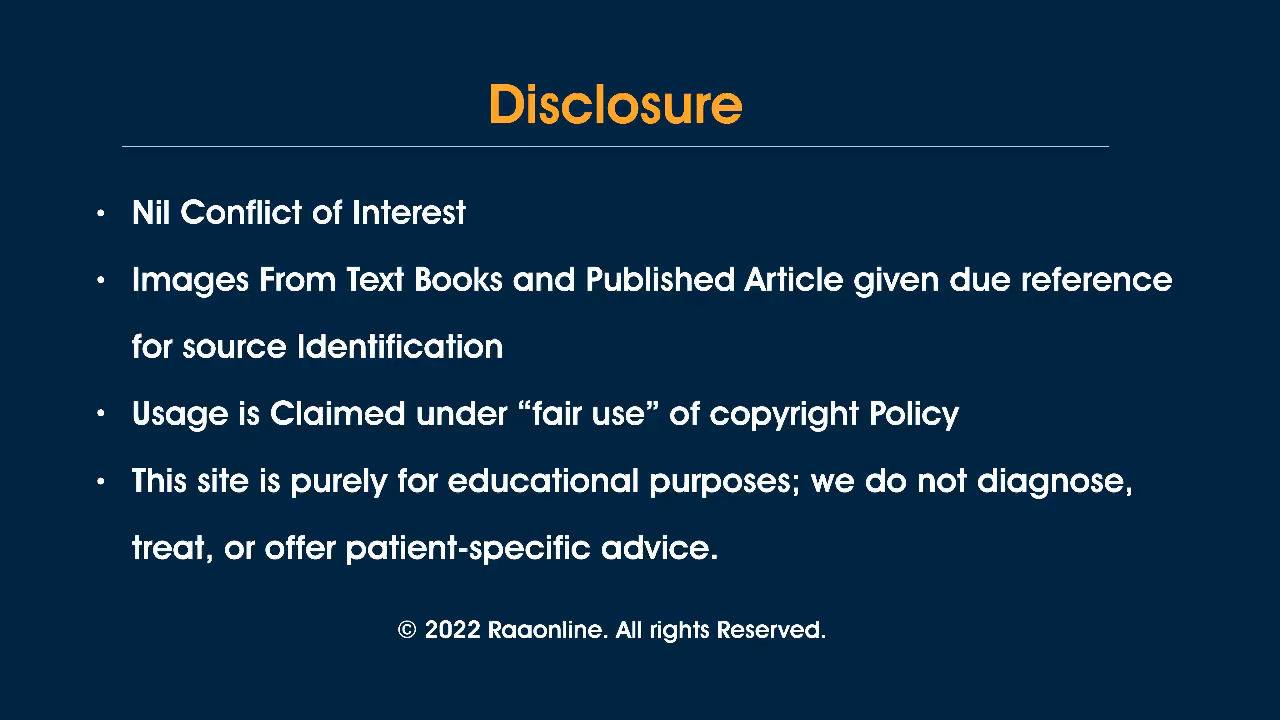 Disclosure
• Nil Conflict of Interest
• Images From Text Books and Published Article given due reference
for source Identification
• Usage is Claimed under “fair use” of copyright Policy
• This site is purely for educational purposes; we do not diagnose,
treat, or offer patient-specific advice.
© 2022 Raaonline. All rights Reserved.